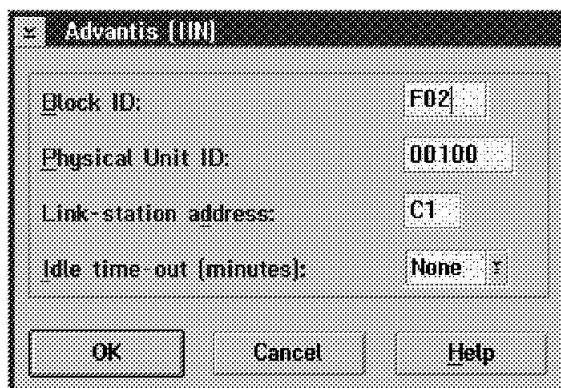 Advantis (IIN)
Block ID: F02
Physical Unit ID: 00100
Link-station address: C1
Idle time-out (minutes): None
OK Cancel Help